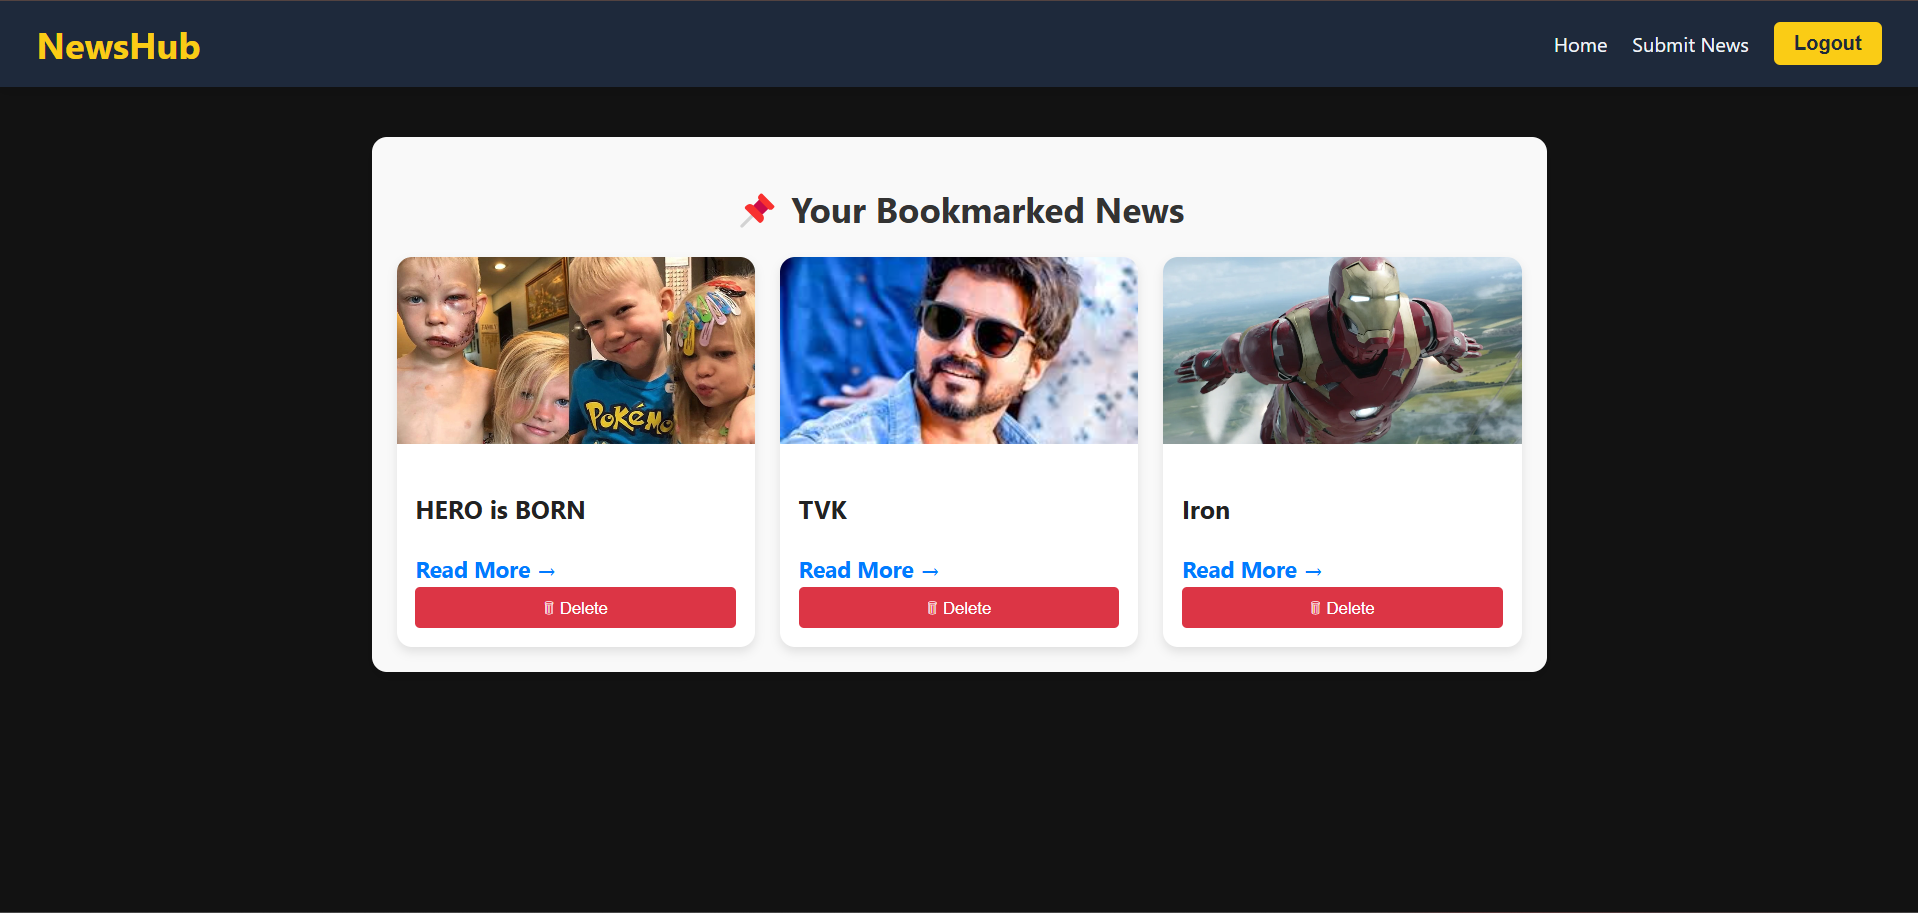 NewsHub
Home
Submit News
Logout
📌 Your Bookmarked News
POKéMO
HERO is BORN
TVK
Iron
Read More →
Read More →
Read More →
🗑 Delete
🗑 Delete
🗑 Delete